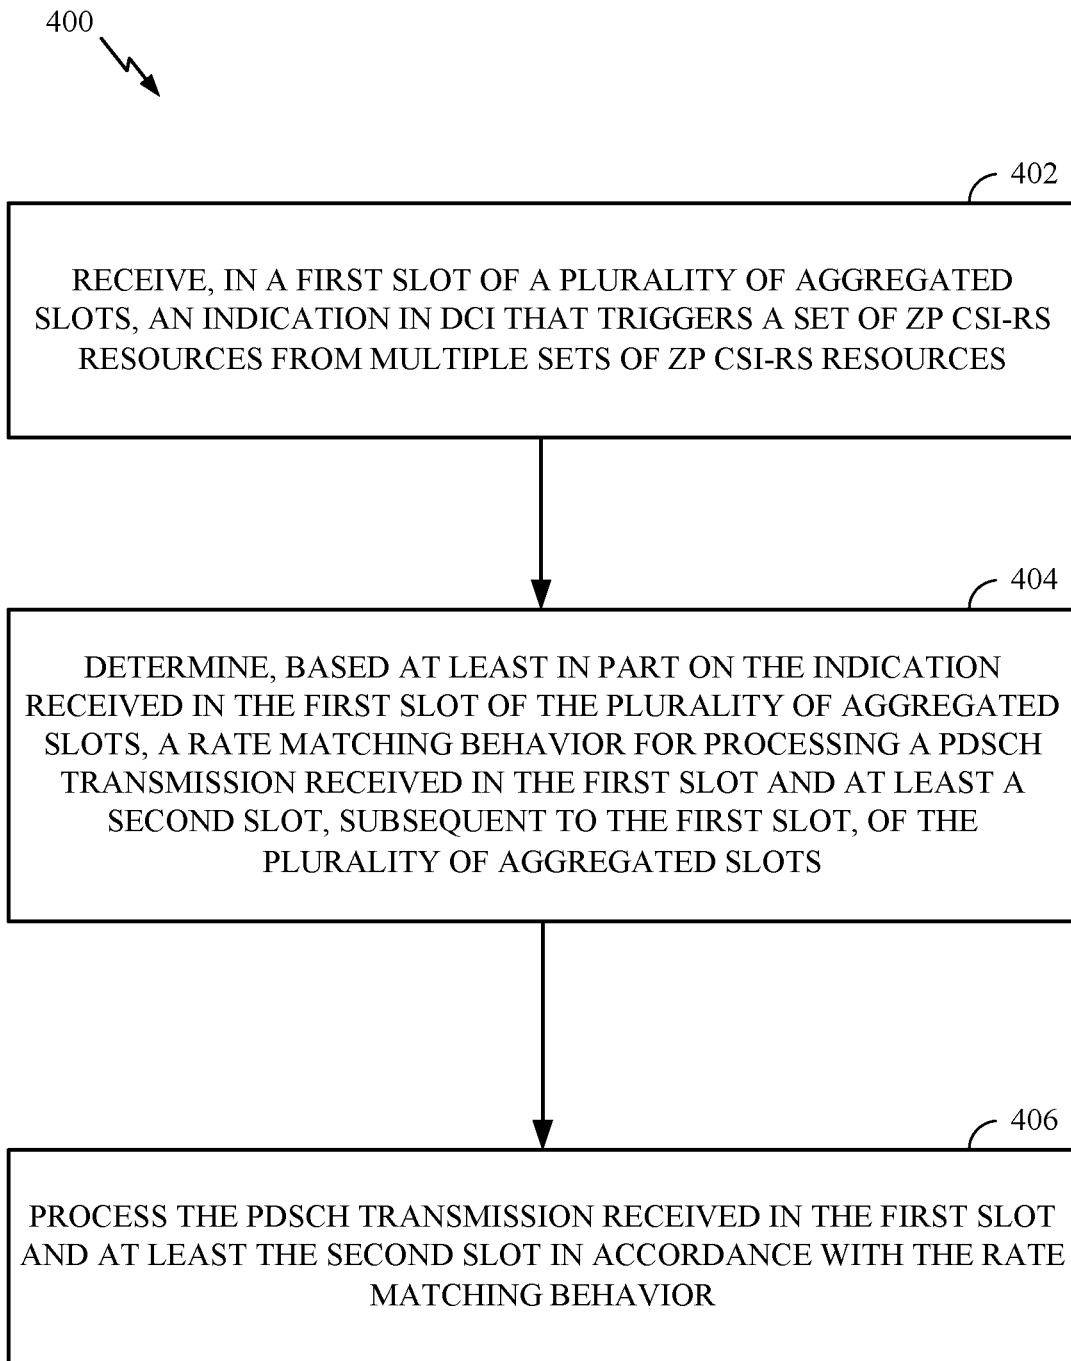 400
402
RECEIVE, IN A FIRST SLOT OF A PLURALITY OF AGGREGATED
SLOTS, AN INDICATION IN DCI THAT TRIGGERS A SET OF ZP CSI-RS
RESOURCES FROM MULTIPLE SETS OF ZP CSI-RS RESOURCES
404
DETERMINE, BASED AT LEAST IN PART ON THE INDICATION
RECEIVED IN THE FIRST SLOT OF THE PLURALITY OF AGGREGATED
SLOTS, A RATE MATCHING BEHAVIOR FOR PROCESSING A PDSCH
TRANSMISSION RECEIVED IN THE FIRST SLOT AND AT LEAST A
SECOND SLOT, SUBSEQUENT TO THE FIRST SLOT, OF THE
PLURALITY OF AGGREGATED SLOTS
406
PROCESS THE PDSCH TRANSMISSION RECEIVED IN THE FIRST SLOT
AND AT LEAST THE SECOND SLOT IN ACCORDANCE WITH THE RATE
MATCHING BEHAVIOR